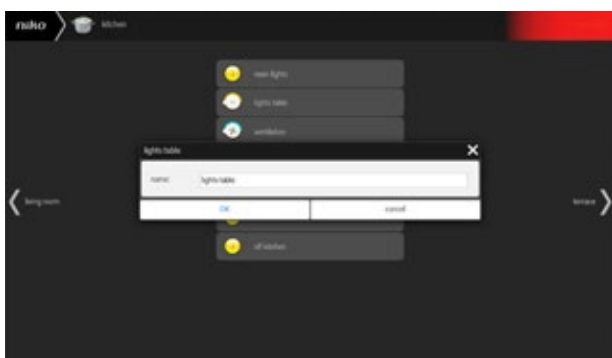 niko
kitchen
main lights
lights table
ventilation
lights table
name:
lights table
OK
cancel
living room
terrace
off kitchen